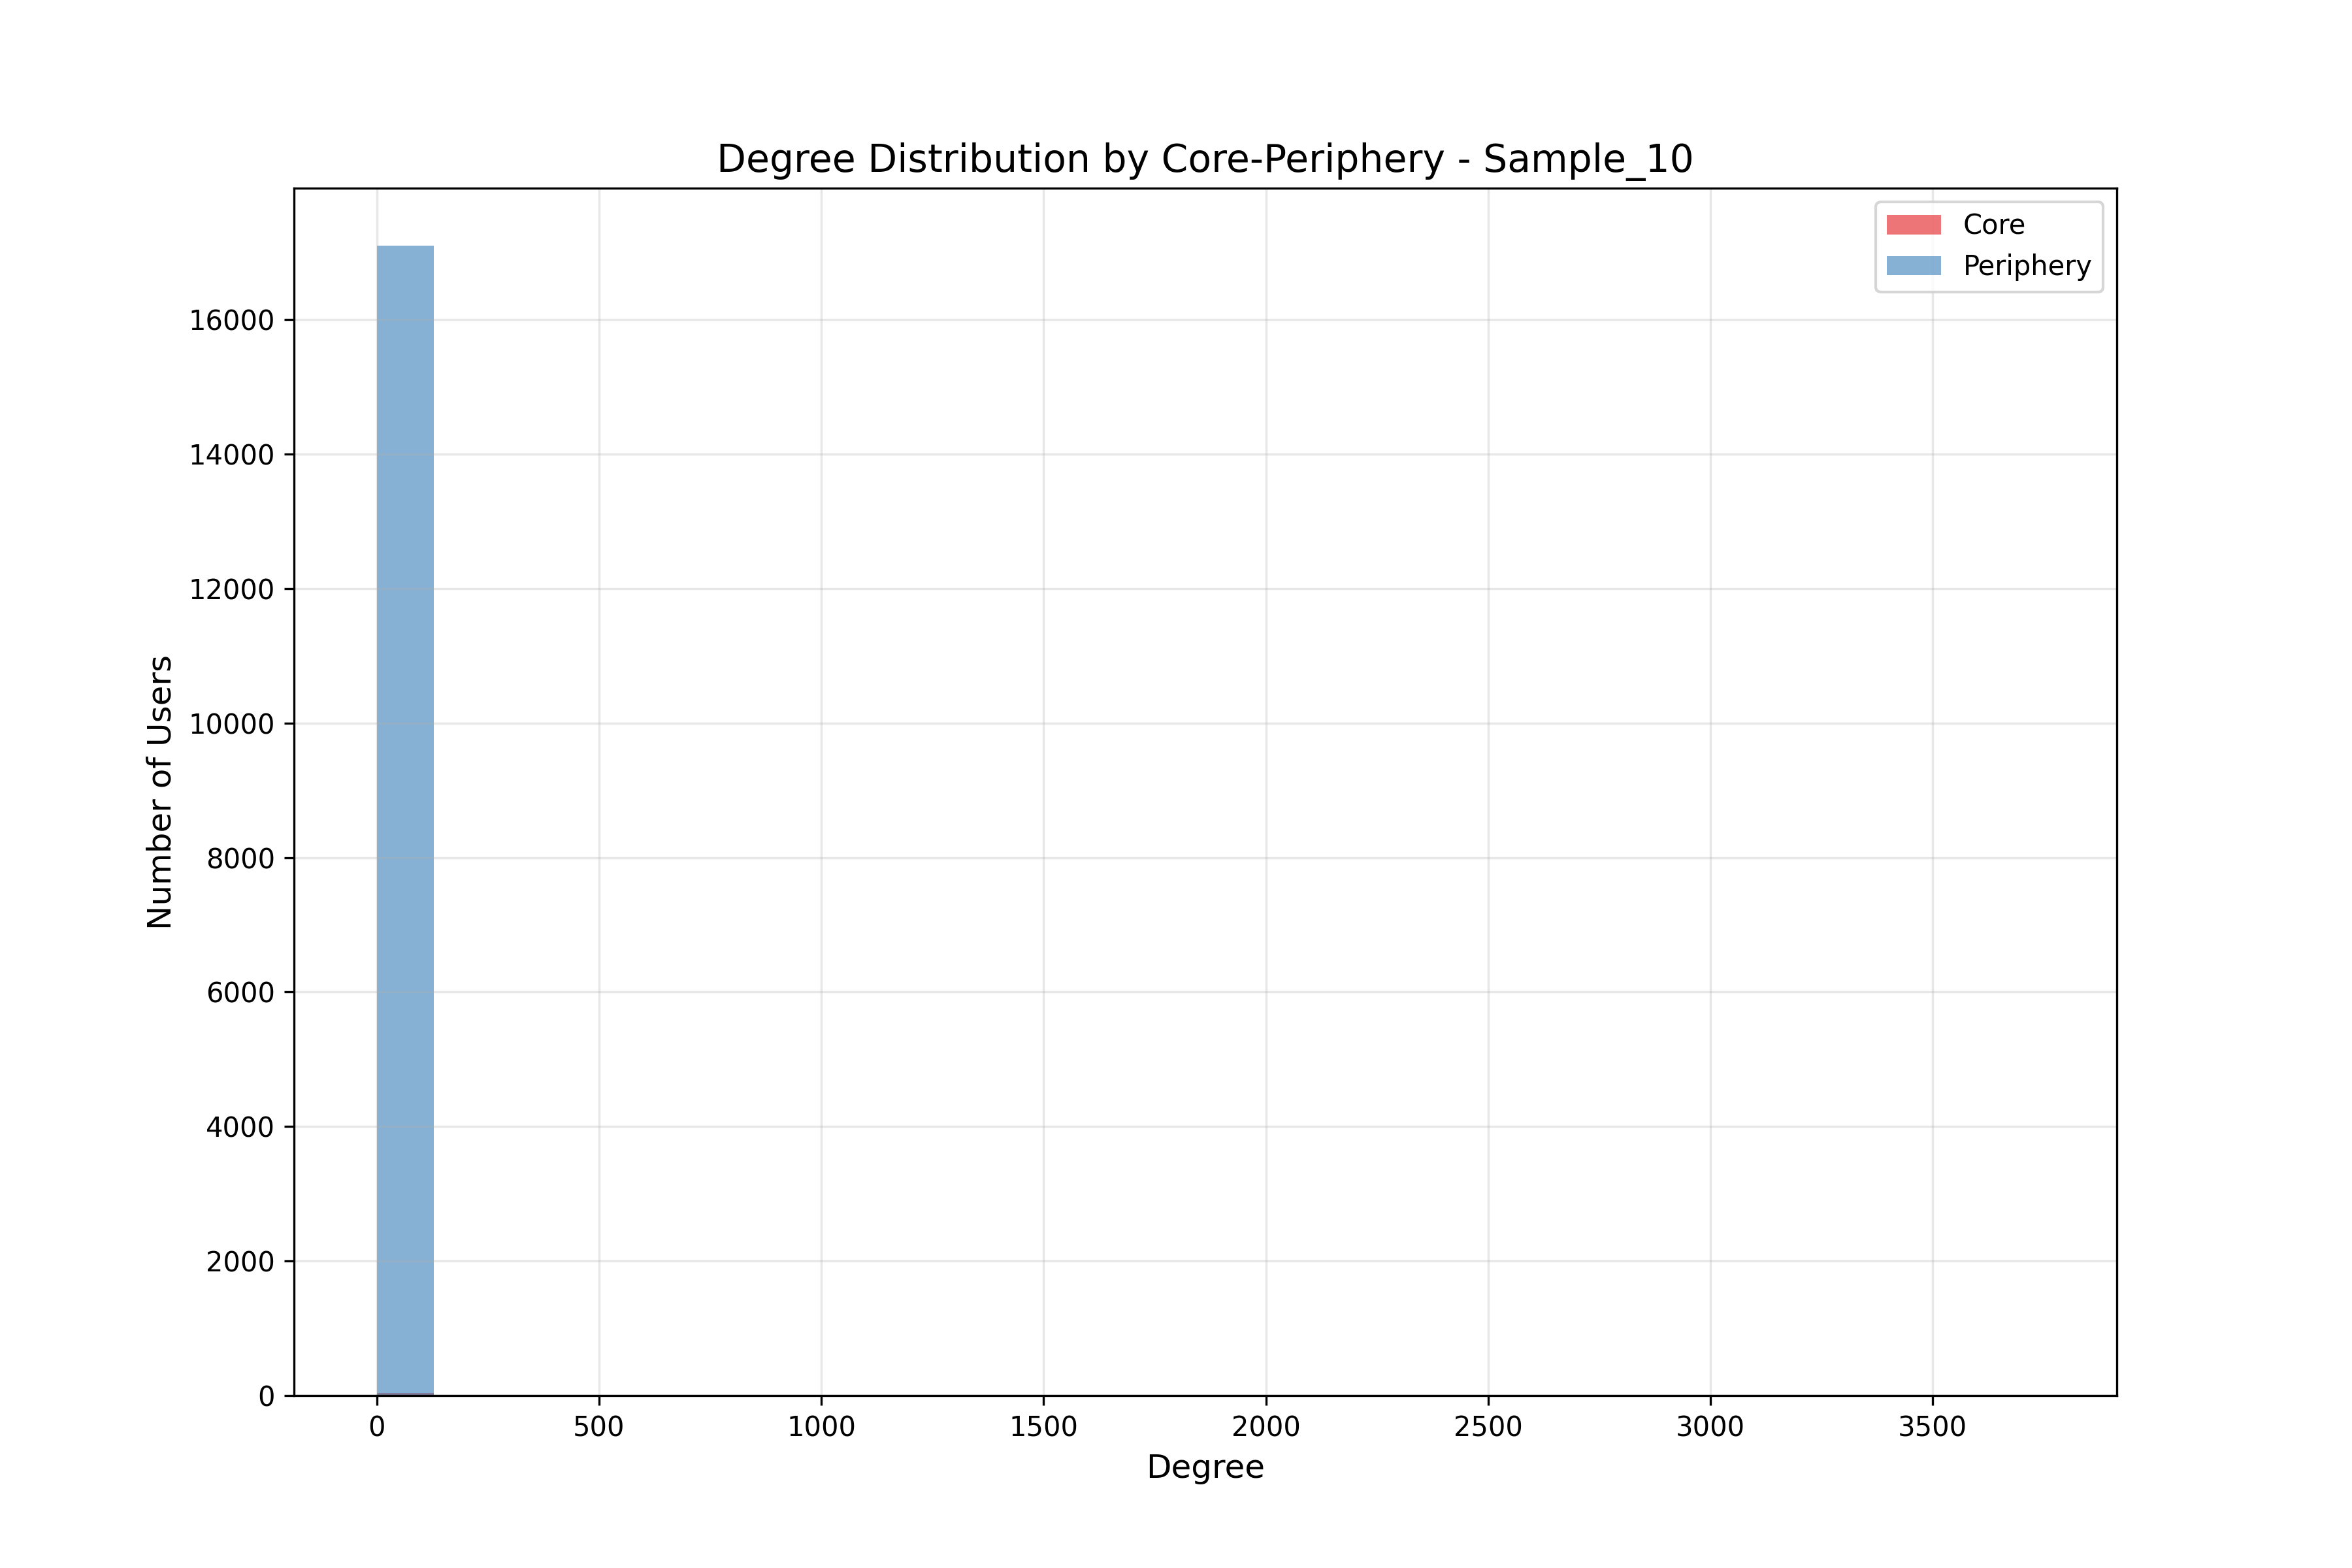 Degree Distribution by Core-Periphery - Sample_10
Core
Periphery
16000
14000
12000
10000
8000
6000
4000
2000
0
Number of Users
0 500 1000 1500 2000 2500 3000 3500
Degree